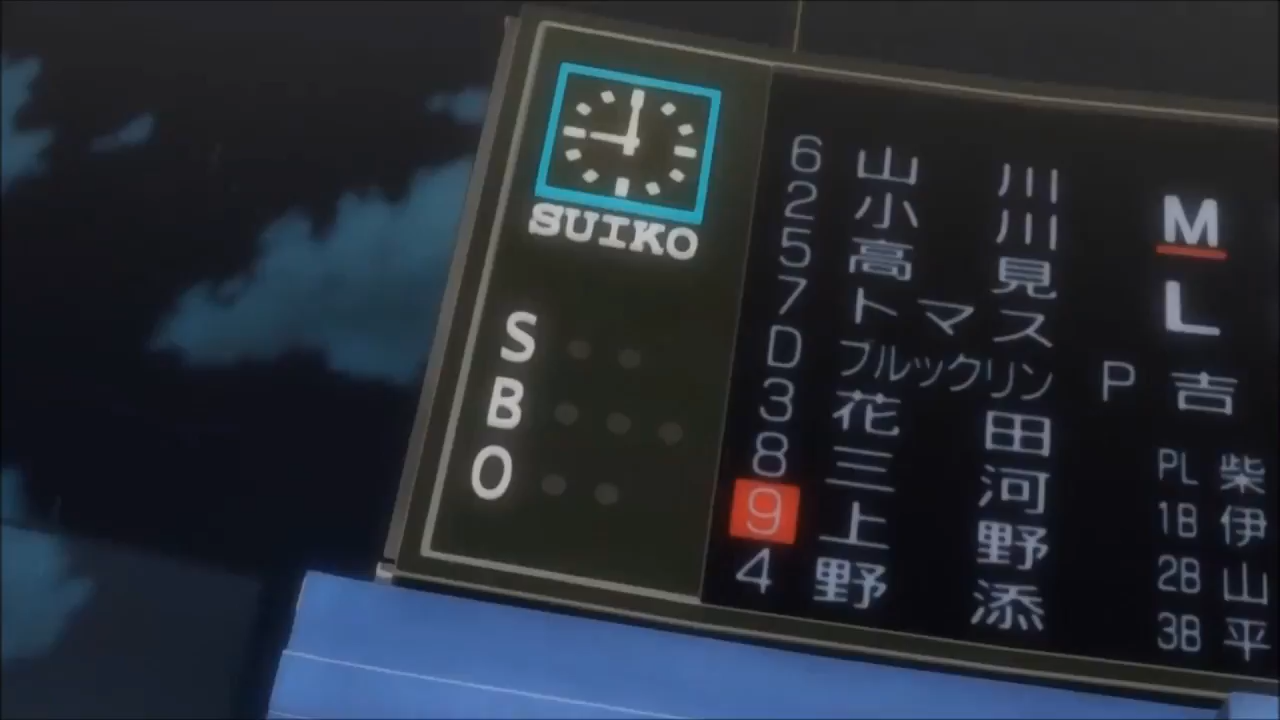 SUIKO
S
B
O
6 山川
2 小川
5 高見
7 トマス
D ブルックリン
3 花田
8 三河
9 上野
4 野添
M
L
P 吉
PL 柴
1B 伊
2B 山
3B 平